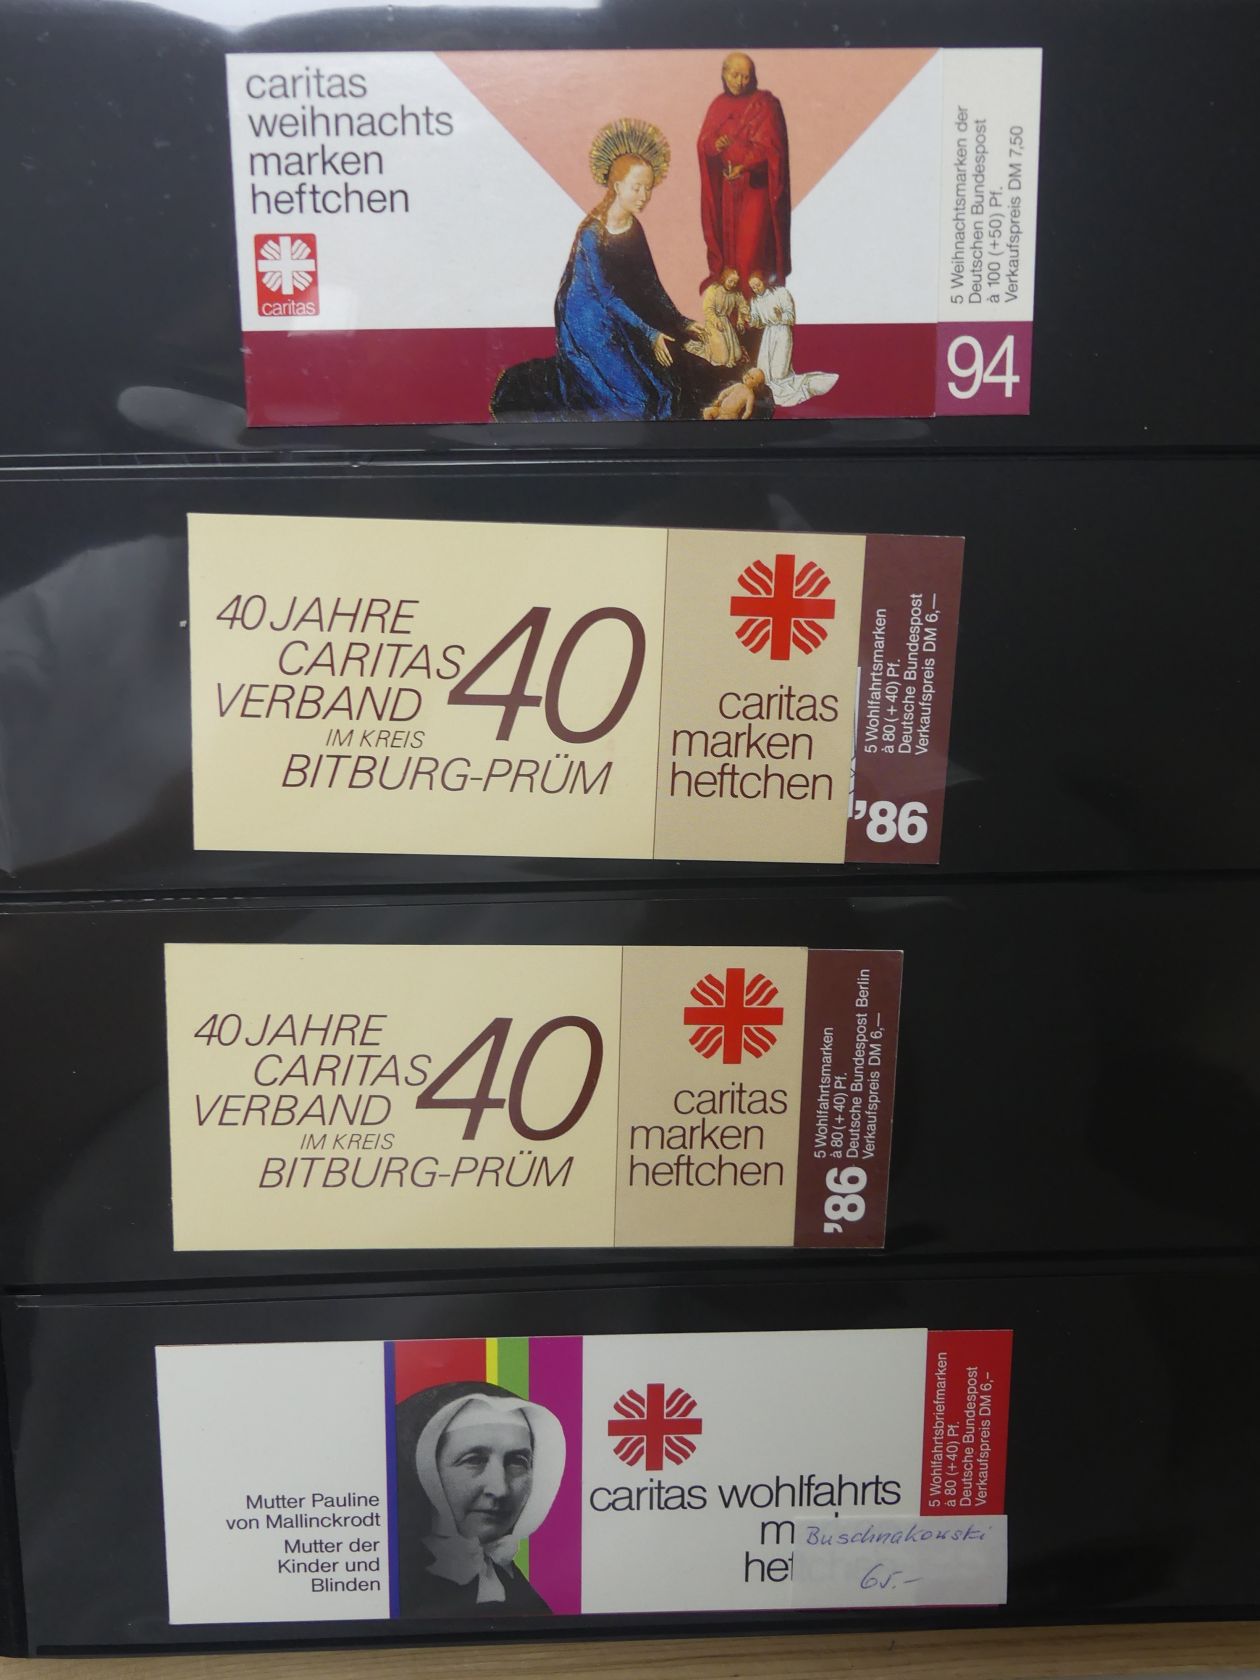 caritas
weihnachts
marken
heftchen
caritas
5 Weihnachtsmarken der
Deutschen Bundespost
à 100 (+50) Pf.
Verkaufspreis DM 7,50
94
40 JAHRE
CARITAS
VERBAND
IM KREIS
BITBURG-PRÜM
40
caritas
marken
heftchen
5 Wohlfahrtsmarken
à 80 (+40) Pf.
Deutsche Bundespost
Verkaufspreis DM 6,—
'86
40 JAHRE
CARITAS
VERBAND
IM KREIS
BITBURG-PRÜM
40
caritas
marken
heftchen
5 Wohlfahrtsmarken
à 80 (+40) Pf.
Deutsche Bundespost Berlin
Verkaufspreis DM 6,—
'86
Mutter Pauline
von Mallinckrodt
Mutter der
Kinder und
Blinden
caritas wohlfahrts
heftchen
5 Wohlfahrtsbriefmarken
à 80 (+40) Pf.
Deutsche Bundespost
Verkaufspreis DM 6,-
Buschnakowski
65.-